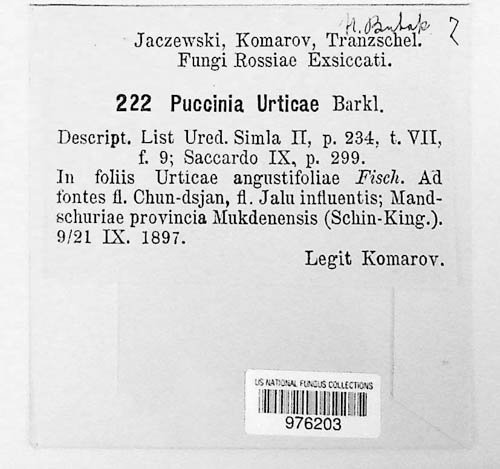 Jaczewski, Komarov, Tranzschel.
Fungi Rossiae Exsiccati.
222 Puccinia Urticae Barkl.
Descript. List Ured. Simla II, p. 234, t. VII,
f. 9; Saccardo IX, p. 299.
In foliis Urticae angustifoliae Fisch. Ad
fontes fl. Chun-dsjan, fl. Jalu influentis; Mand-
schuriae provincia Mukdenensis (Schin-King.).
9/21 IX. 1897.
Legit Komarov.
US NATIONAL FUNGUS COLLECTIONS
976203